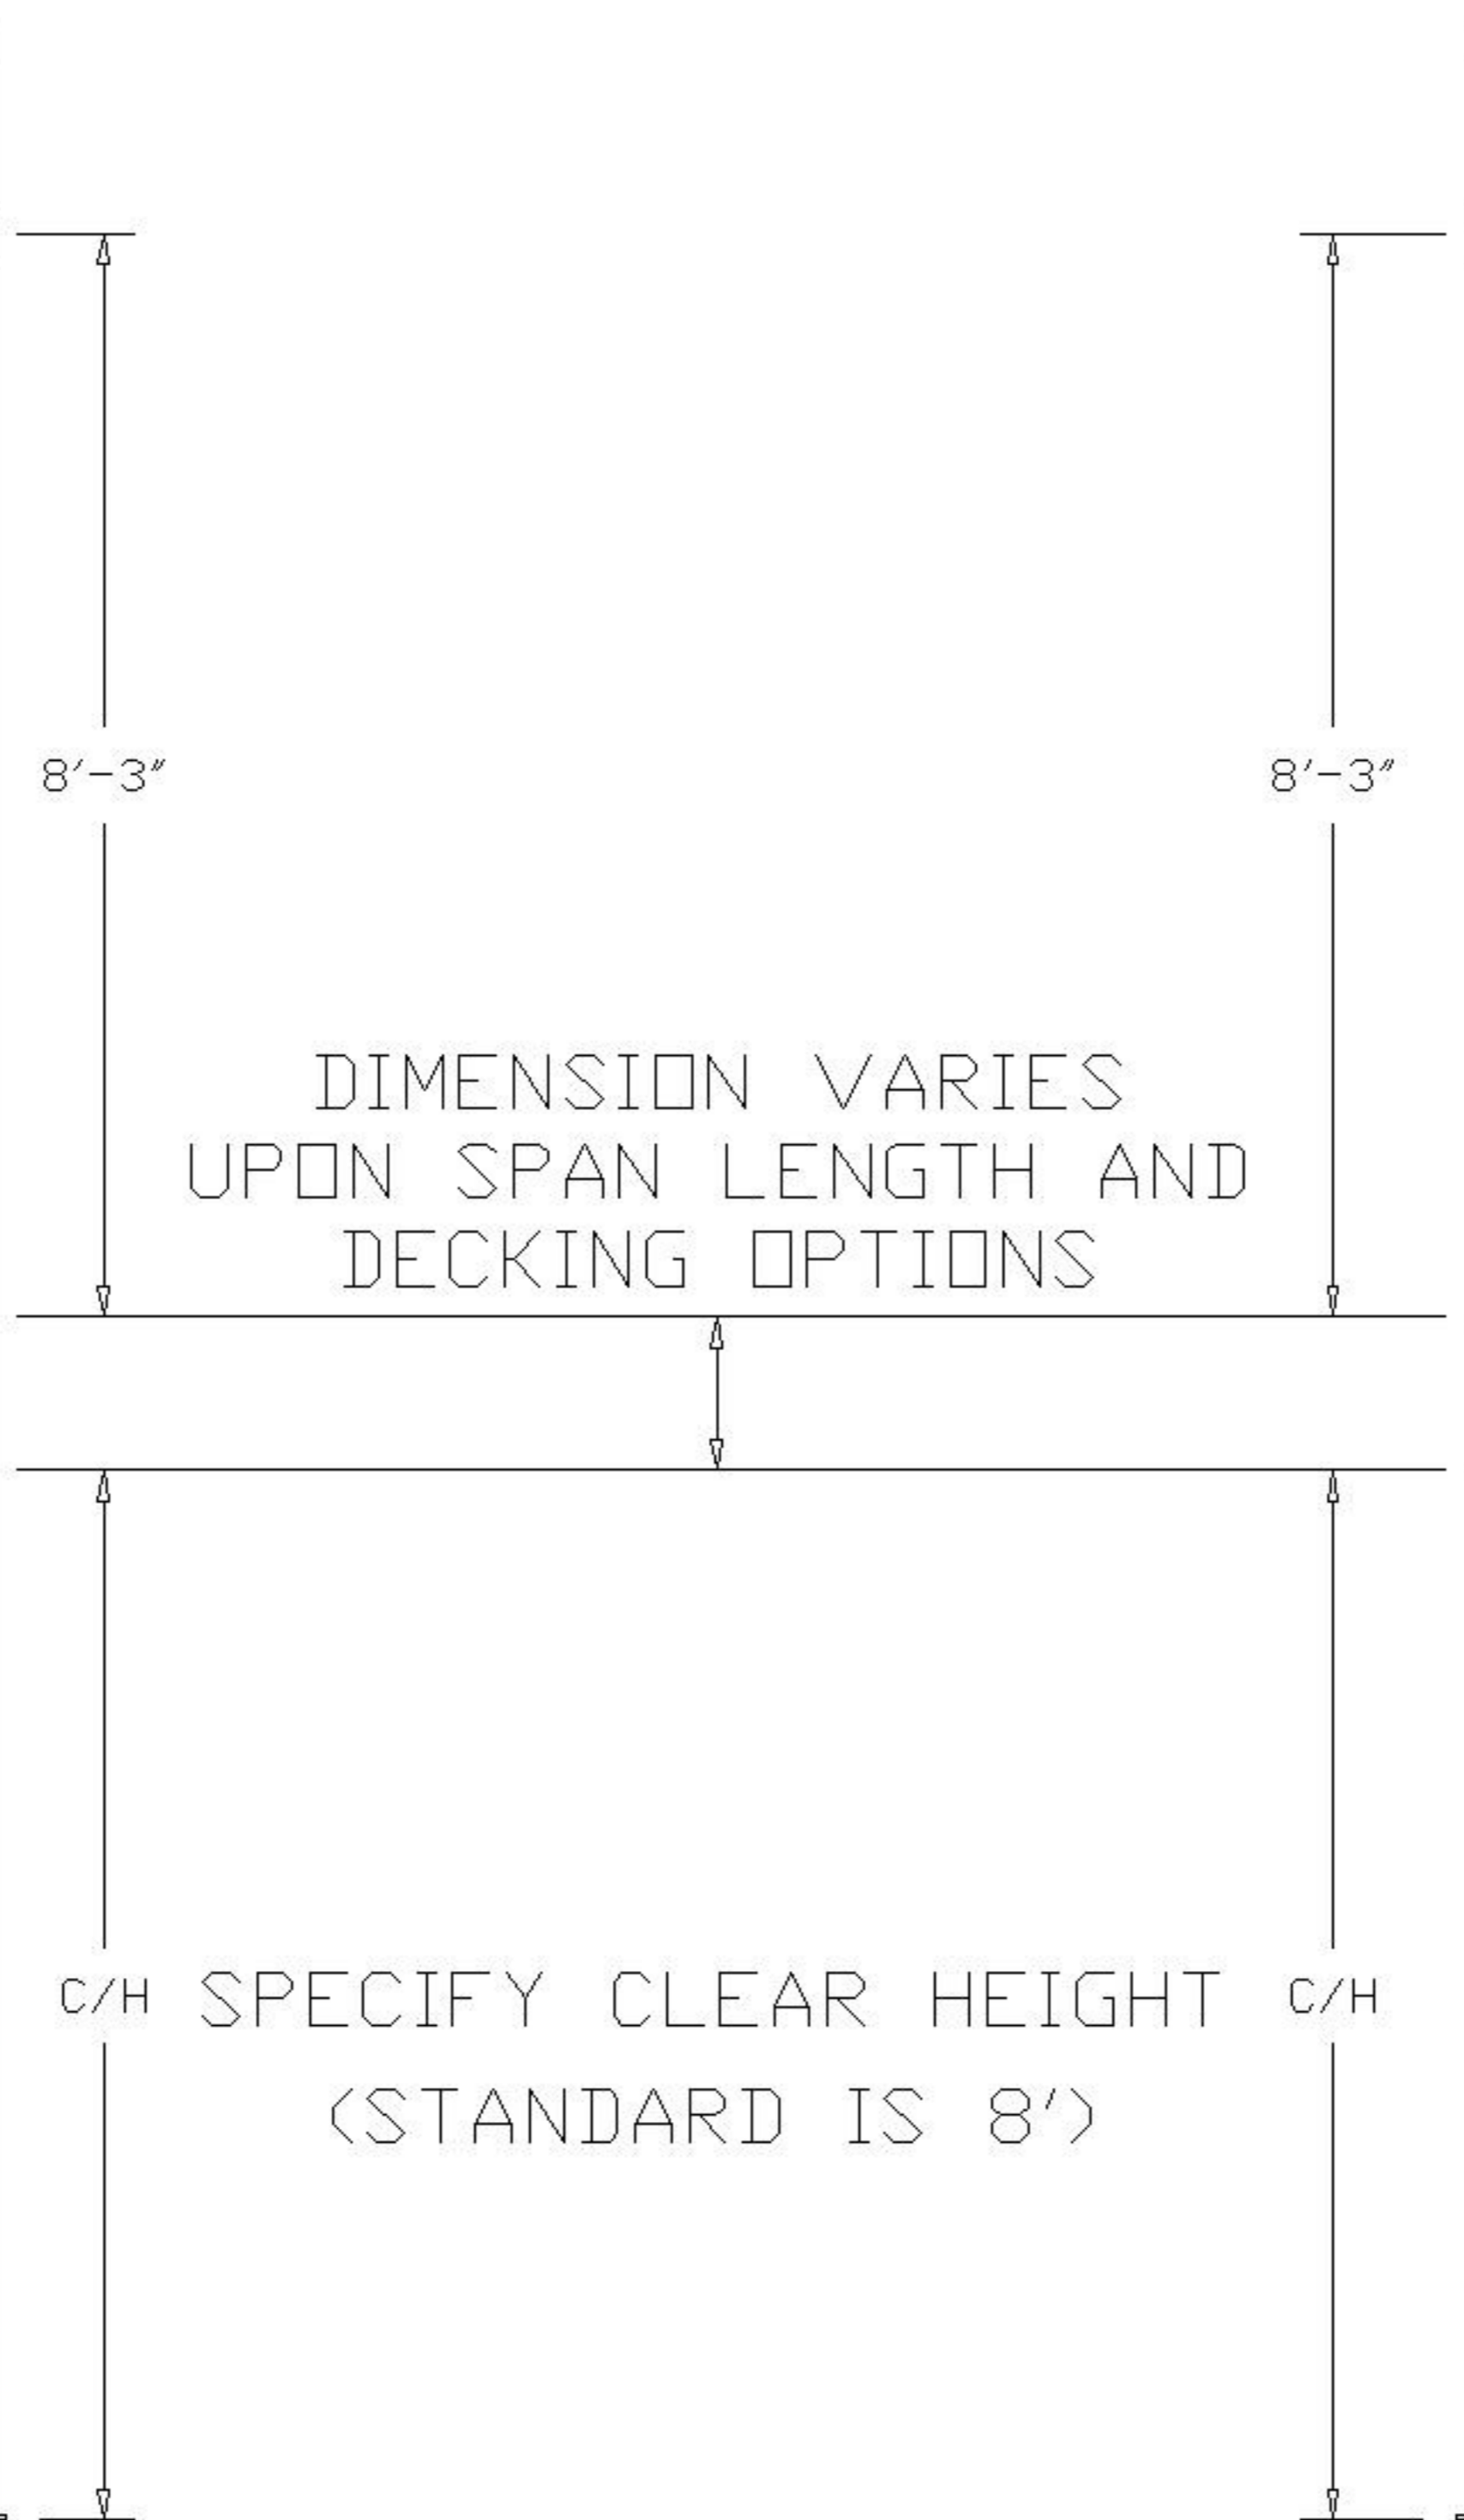 8'-3" 8'-3"
DIMENSION VARIES
UPON SPAN LENGTH AND
DECKING OPTIONS
C/H SPECIFY CLEAR HEIGHT C/H
(STANDARD IS 8')